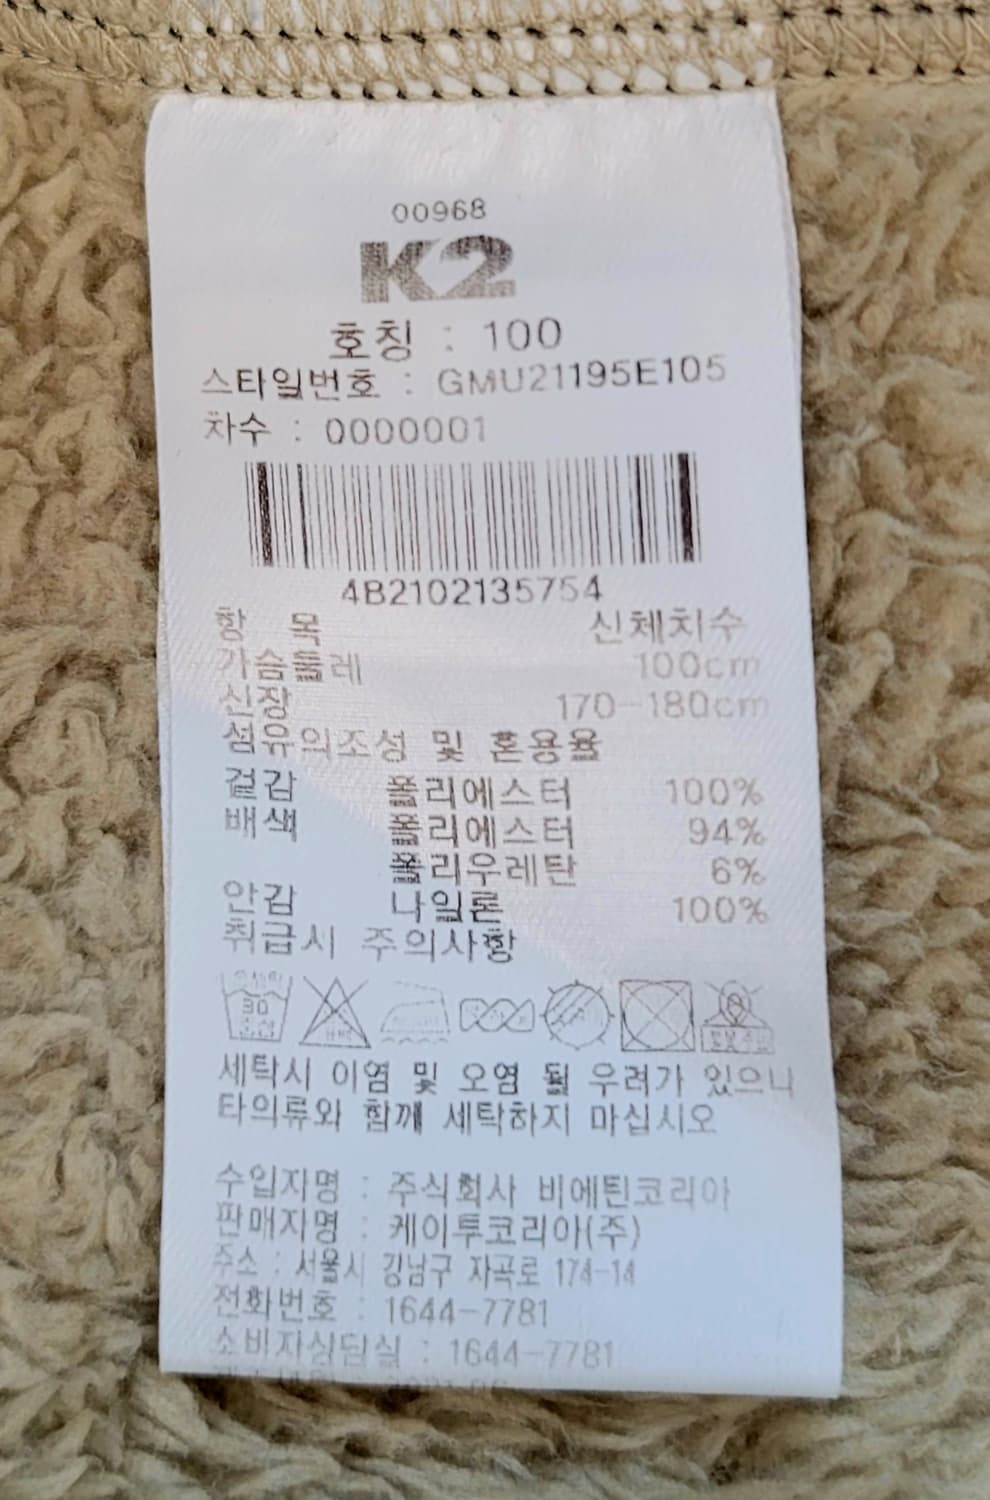 00968
K2
호칭 : 100
스타일번호 : GMU21195E105
차수 : 0000001
4B2102135754
항 목 신체치수
가슴둘레 100cm
신장 170-180cm
섬유의조성 및 혼용율
겉감 폴리에스터 100%
배색 폴리에스터 94%
폴리우레탄 6%
안감 나일론 100%
취급시 주의사항
30
세탁시 이염 및 오염 될 우려가 있으니
타의류와 함께 세탁하지 마십시오
수입자명 : 주식회사 비에틴코리아
판매자명 : 케이투코리아(주)
주소 : 서울시 강남구 자곡로 174-14
전화번호 : 1644-7781
소비자상담실 : 1644-7781